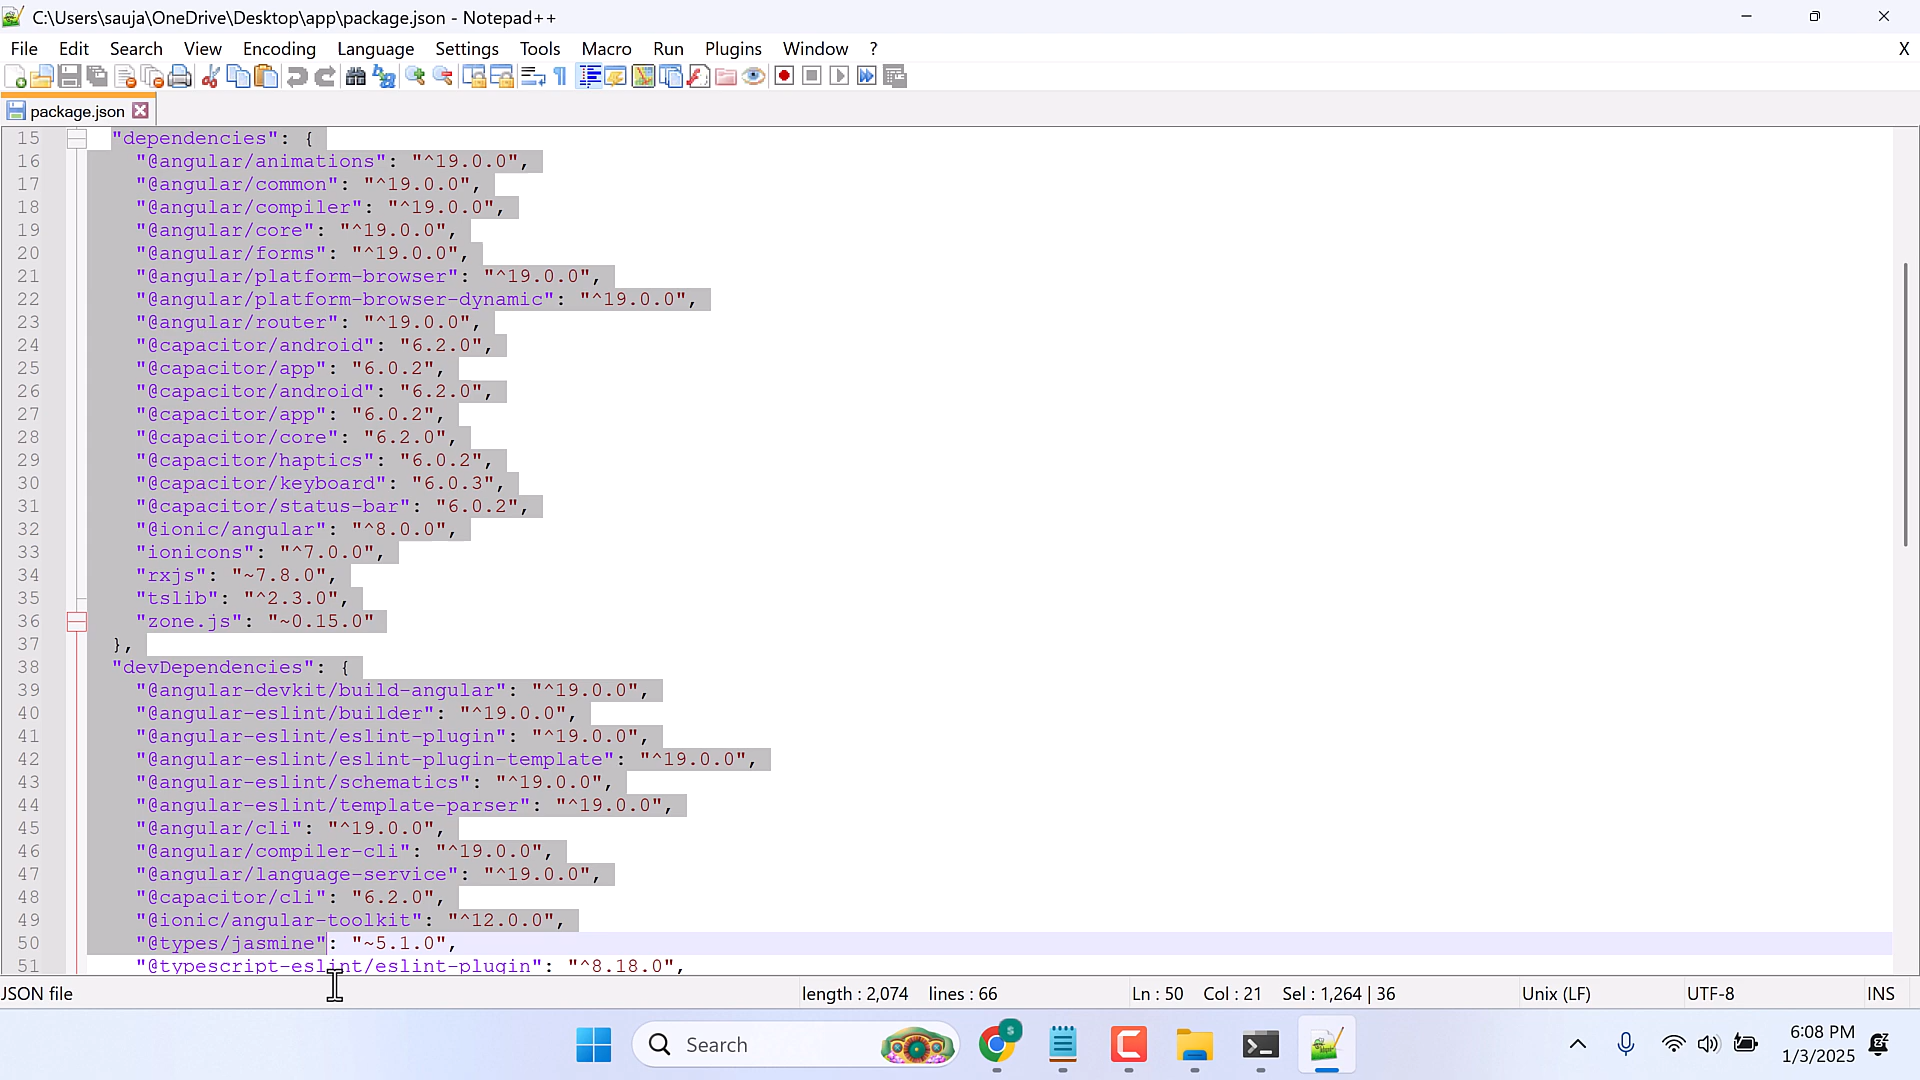 C:\Users\sauja\OneDrive\Desktop\app\package.json - Notepad++
File Edit Search View Encoding Language Settings Tools Macro Run Plugins Window ? X
package.json
15 "dependencies": {
16 "@angular/animations": "^19.0.0",
17 "@angular/common": "^19.0.0",
18 "@angular/compiler": "^19.0.0",
19 "@angular/core": "^19.0.0",
20 "@angular/forms": "^19.0.0",
21 "@angular/platform-browser": "^19.0.0",
22 "@angular/platform-browser-dynamic": "^19.0.0",
23 "@angular/router": "^19.0.0",
24 "@capacitor/android": "6.2.0",
25 "@capacitor/app": "6.0.2",
26 "@capacitor/android": "6.2.0",
27 "@capacitor/app": "6.0.2",
28 "@capacitor/core": "6.2.0",
29 "@capacitor/haptics": "6.0.2",
30 "@capacitor/keyboard": "6.0.3",
31 "@capacitor/status-bar": "6.0.2",
32 "@ionic/angular": "^8.0.0",
33 "ionicons": "^7.0.0",
34 "rxjs": "~7.8.0",
35 "tslib": "^2.3.0",
36 "zone.js": "~0.15.0"
37 },
38 "devDependencies": {
39 "@angular-devkit/build-angular": "^19.0.0",
40 "@angular-eslint/builder": "^19.0.0",
41 "@angular-eslint/eslint-plugin": "^19.0.0",
42 "@angular-eslint/eslint-plugin-template": "^19.0.0",
43 "@angular-eslint/schematics": "^19.0.0",
44 "@angular-eslint/template-parser": "^19.0.0",
45 "@angular/cli": "^19.0.0",
46 "@angular/compiler-cli": "^19.0.0",
47 "@angular/language-service": "^19.0.0",
48 "@capacitor/cli": "6.2.0",
49 "@ionic/angular-toolkit": "^12.0.0",
50 "@types/jasmine": "~5.1.0",
51 "@typescript-eslint/eslint-plugin": "^8.18.0",
JSON file length : 2,074 lines : 66 Ln : 50 Col : 21 Sel : 1,264 | 36 Unix (LF) UTF-8 INS
Search
6:08 PM
1/3/2025